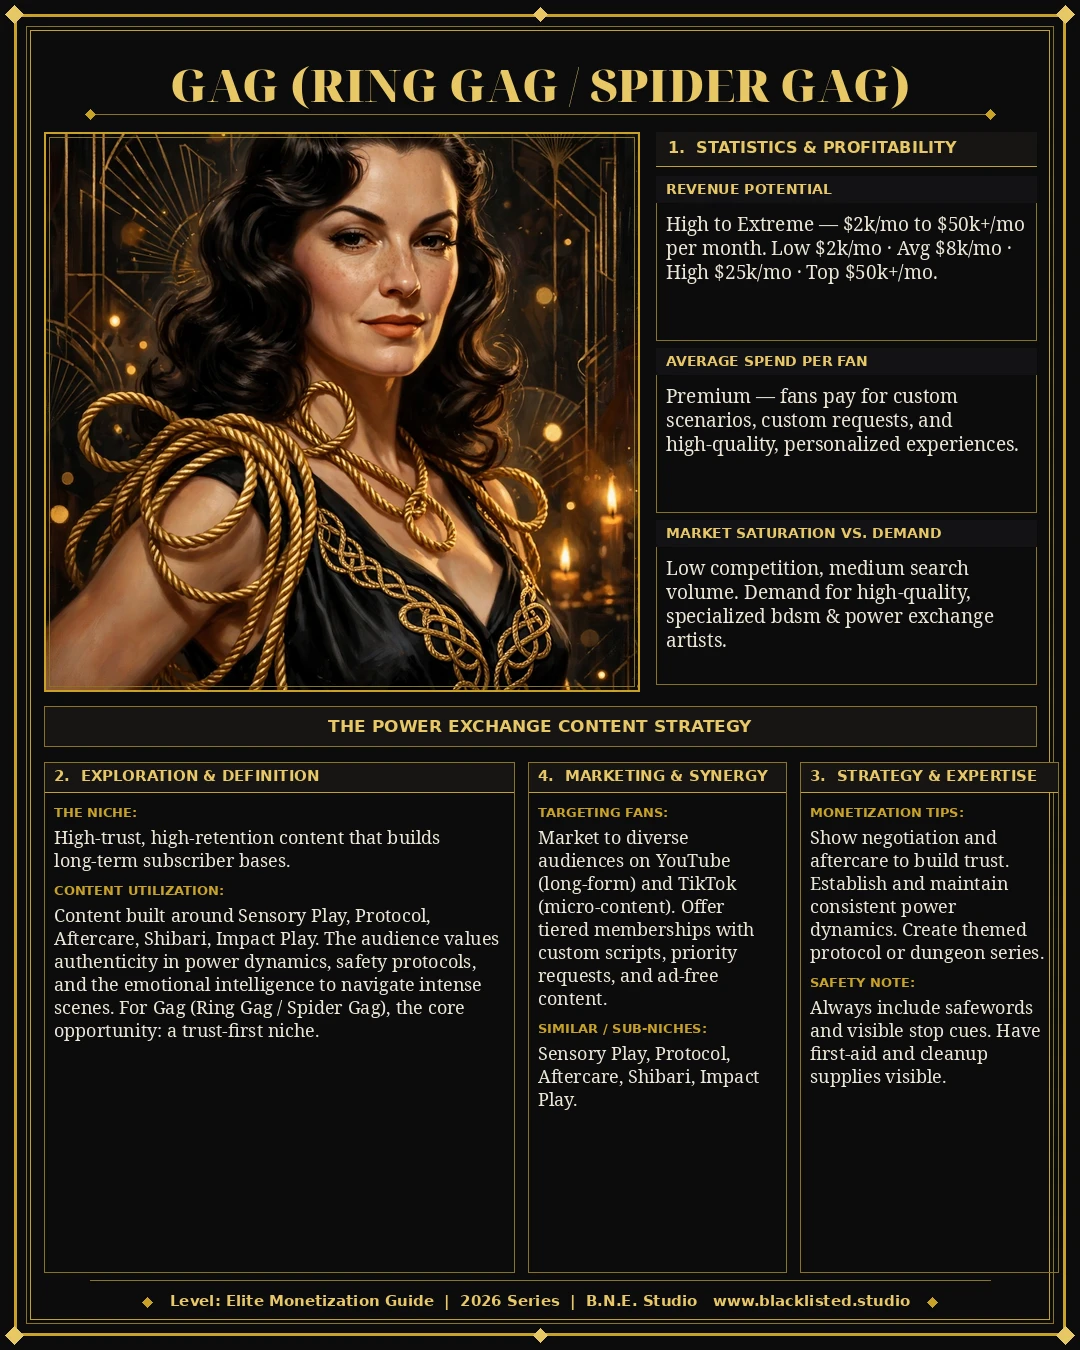 GAG (RING GAG / SPIDER GAG)
1. STATISTICS & PROFITABILITY
REVENUE POTENTIAL
High to Extreme — $2k/mo to $50k+/mo
per month. Low $2k/mo · Avg $8k/mo ·
High $25k/mo · Top $50k+/mo.
AVERAGE SPEND PER FAN
Premium — fans pay for custom
scenarios, custom requests, and
high-quality, personalized experiences.
MARKET SATURATION VS. DEMAND
Low competition, medium search
volume. Demand for high-quality,
specialized bdsm & power exchange
artists.
THE POWER EXCHANGE CONTENT STRATEGY
2. EXPLORATION & DEFINITION
THE NICHE:
High-trust, high-retention content that builds
long-term subscriber bases.
CONTENT UTILIZATION:
Content built around Sensory Play, Protocol,
Aftercare, Shibari, Impact Play. The audience values
authenticity in power dynamics, safety protocols,
and the emotional intelligence to navigate intense
scenes. For Gag (Ring Gag / Spider Gag), the core
opportunity: a trust-first niche.
4. MARKETING & SYNERGY
TARGETING FANS:
Market to diverse
audiences on YouTube
(long-form) and TikTok
(micro-content). Offer
tiered memberships with
custom scripts, priority
requests, and ad-free
content.
SIMILAR / SUB-NICHES:
Sensory Play, Protocol,
Aftercare, Shibari, Impact
Play.
3. STRATEGY & EXPERTISE
MONETIZATION TIPS:
Show negotiation and
aftercare to build trust.
Establish and maintain
consistent power
dynamics. Create themed
protocol or dungeon series.
SAFETY NOTE:
Always include safewords
and visible stop cues. Have
first-aid and cleanup
supplies visible.
Level: Elite Monetization Guide | 2026 Series | B.N.E. Studio www.blacklisted.studio